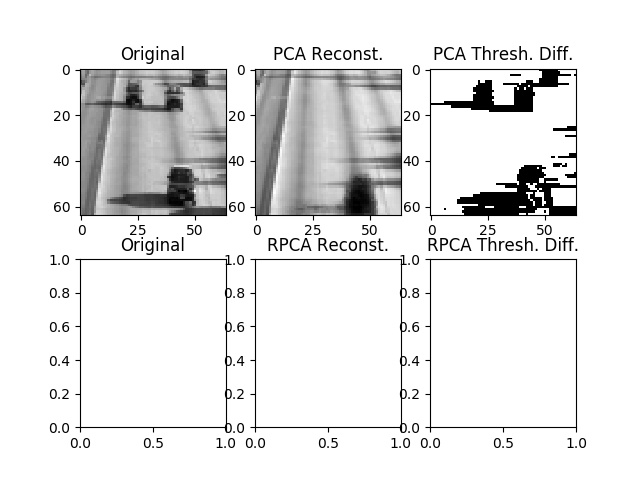 Original PCA Reconst. PCA Thresh. Diff.
0 0 0
20 20 20
40 40 40
60 60 60
0 25 50 0 25 50 0 25 50
Original RPCA Reconst. RPCA Thresh. Diff.
1.0 1.0 1.0
0.8 0.8 0.8
0.6 0.6 0.6
0.4 0.4 0.4
0.2 0.2 0.2
0.0 0.0 0.0
0.0 0.5 1.0 0.0 0.5 1.0 0.0 0.5 1.0